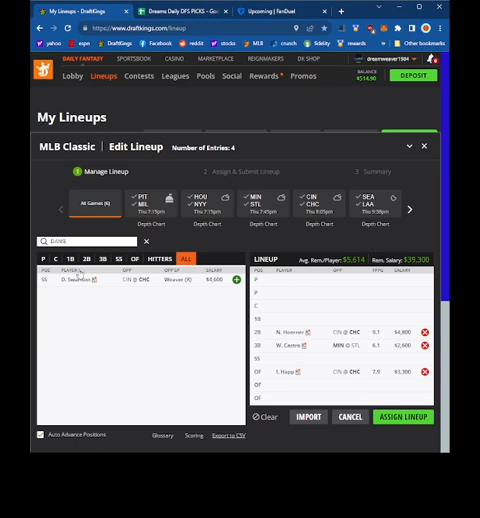 My Lineups - DraftKings
Dreams Daily DFS PICKS - Goo
Upcoming | FanDuel
https://www.draftkings.com/lineup
yahoo espn DraftKings Facebook reddit stocks MLB crunch fidelity rewards » Other bookmarks
DAILY FANTASY SPORTSBOOK CASINO MARKETPLACE REIGNMAKERS DK SHOP
dreamweaver1984
Lobby Lineups Contests Leagues Pools Social Rewards Promos
BALANCE
$514.90
DEPOSIT
My Lineups
MLB Classic | Edit Lineup Number of Entries: 4
1 Manage Lineup 2 Assign & Submit Lineup 3 Summary
All Games (6)
PIT HOU MIN CIN SEA
MIL NYY STL CHC LAA
Thu 7:15pm Thu 7:45pm Thu 8:05pm Thu 9:38pm
Depth Chart Depth Chart Depth Chart Depth Chart Depth Chart
DANS
P C 1B 2B 3B SS OF HITTERS ALL
POS PLAYER OPP OPP SP SALARY
SS D. Swanson CIN @ CHC Weaver (R) $4,600
LINEUP Avg. Rem./Player: $5,614 Rem. Salary: $39,300
POS PLAYER OPP FPPG SALARY
P
P
C
1B
2B N. Hoerner CIN @ CHC 9.1 $4,800
3B W. Castro MIN @ STL 6.1 $2,600
SS
OF I. Happ CIN @ CHC 7.9 $3,300
OF
OF
Clear IMPORT CANCEL ASSIGN LINEUP
Auto Advance Positions Glossary Scoring Export to CSV